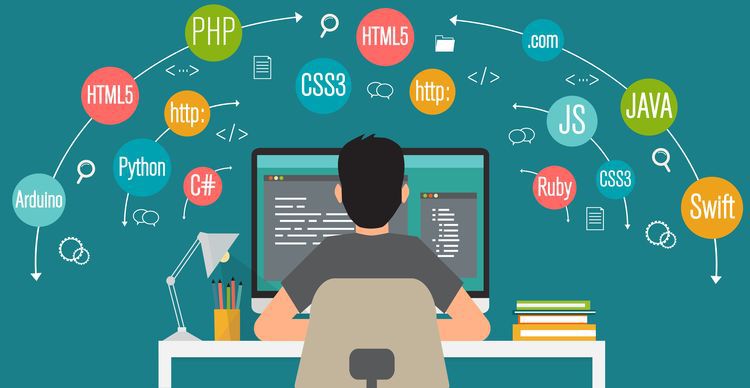 PHP
HTML5
.com
HTML5
CSS3
http:
JAVA
http:
JS
Python
C#
Ruby
CSS3
Arduino
Swift